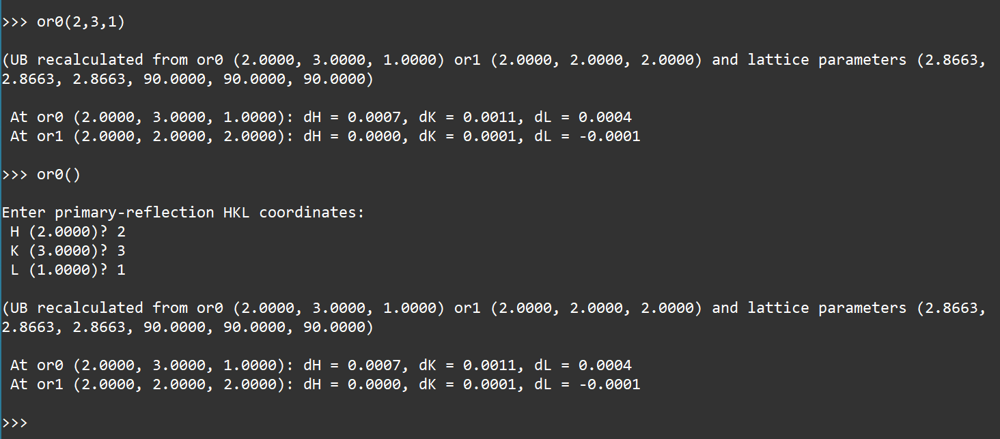 >>> or0(2,3,1)
(UB recalculated from or0 (2.0000, 3.0000, 1.0000) or1 (2.0000, 2.0000, 2.0000) and lattice parameters (2.8663,
2.8663, 2.8663, 90.0000, 90.0000, 90.0000)
At or0 (2.0000, 3.0000, 1.0000): dH = 0.0007, dK = 0.0011, dL = 0.0004
At or1 (2.0000, 2.0000, 2.0000): dH = 0.0000, dK = 0.0001, dL = -0.0001
>>> or0()
Enter primary-reflection HKL coordinates:
H (2.0000)? 2
K (3.0000)? 3
L (1.0000)? 1
(UB recalculated from or0 (2.0000, 3.0000, 1.0000) or1 (2.0000, 2.0000, 2.0000) and lattice parameters (2.8663,
2.8663, 2.8663, 90.0000, 90.0000, 90.0000)
At or0 (2.0000, 3.0000, 1.0000): dH = 0.0007, dK = 0.0011, dL = 0.0004
At or1 (2.0000, 2.0000, 2.0000): dH = 0.0000, dK = 0.0001, dL = -0.0001
>>>